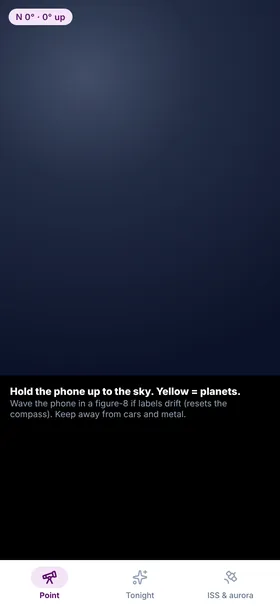 N 0° · 0° up
Hold the phone up to the sky. Yellow = planets.
Wave the phone in a figure-8 if labels drift (resets the
compass). Keep away from cars and metal.
Point
Tonight
ISS & aurora